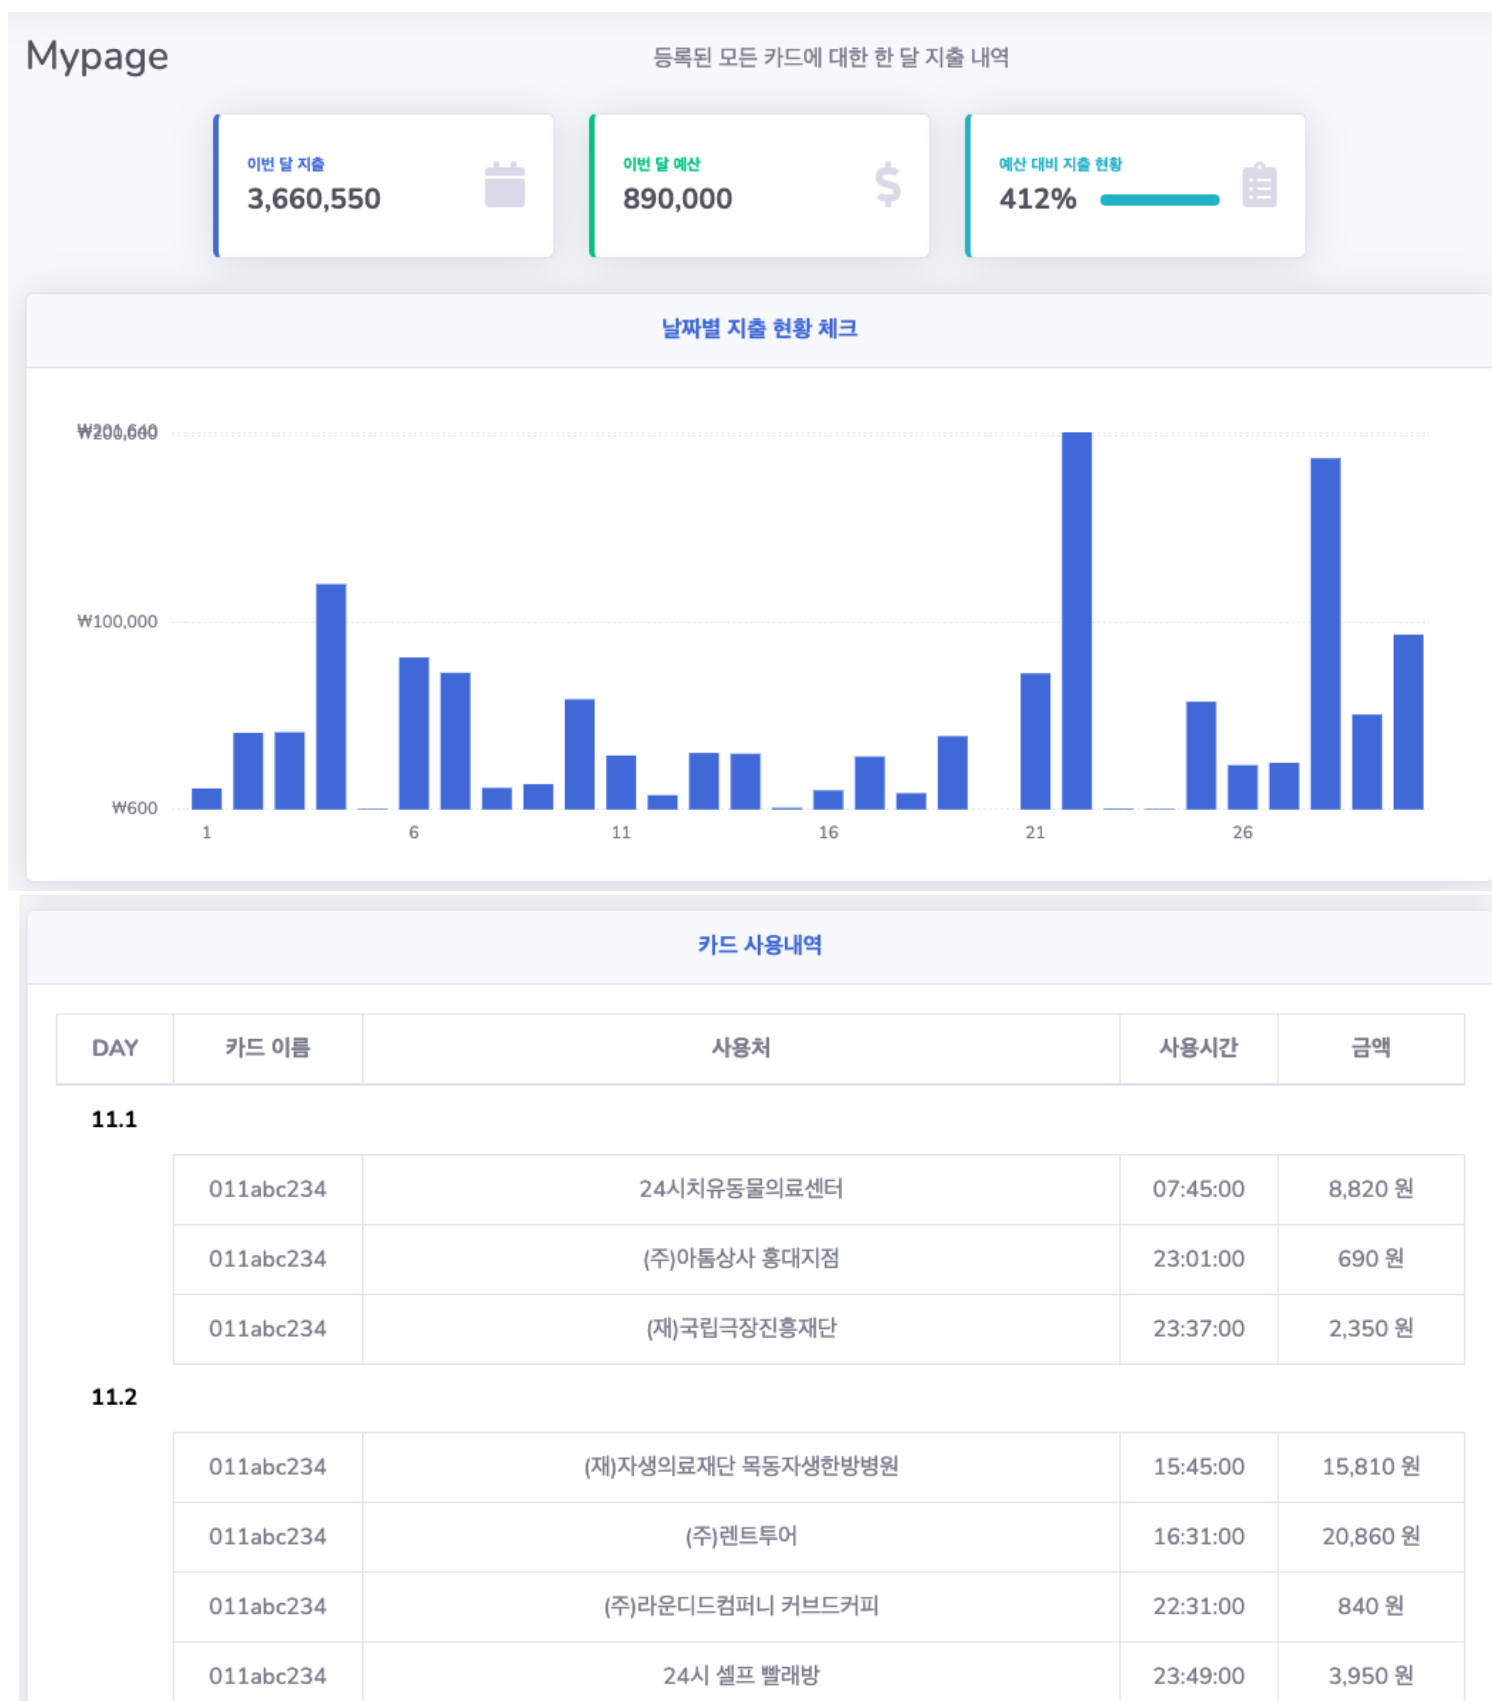 Mypage
등록된 모든 카드에 대한 한 달 지출 내역
이번 달 지출
3,660,550
이번 달 예산
890,000
예산 대비 지출 현황
412%
날짜별 지출 현황 체크
₩201,640
₩200,000
₩100,000
₩600
1 6 11 16 21 26
카드 사용내역
DAY 카드 이름 사용처 사용시간 금액
11.1
011abc234 24시치유동물의료센터 07:45:00 8,820 원
011abc234 (주)아톰상사 홍대지점 23:01:00 690 원
011abc234 (재)국립극장진흥재단 23:37:00 2,350 원
11.2
011abc234 (재)자생의료재단 목동자생한방병원 15:45:00 15,810 원
011abc234 (주)렌트투어 16:31:00 20,860 원
011abc234 (주)라운디드컴퍼니 커브드커피 22:31:00 840 원
011abc234 24시 셀프 빨래방 23:49:00 3,950 원